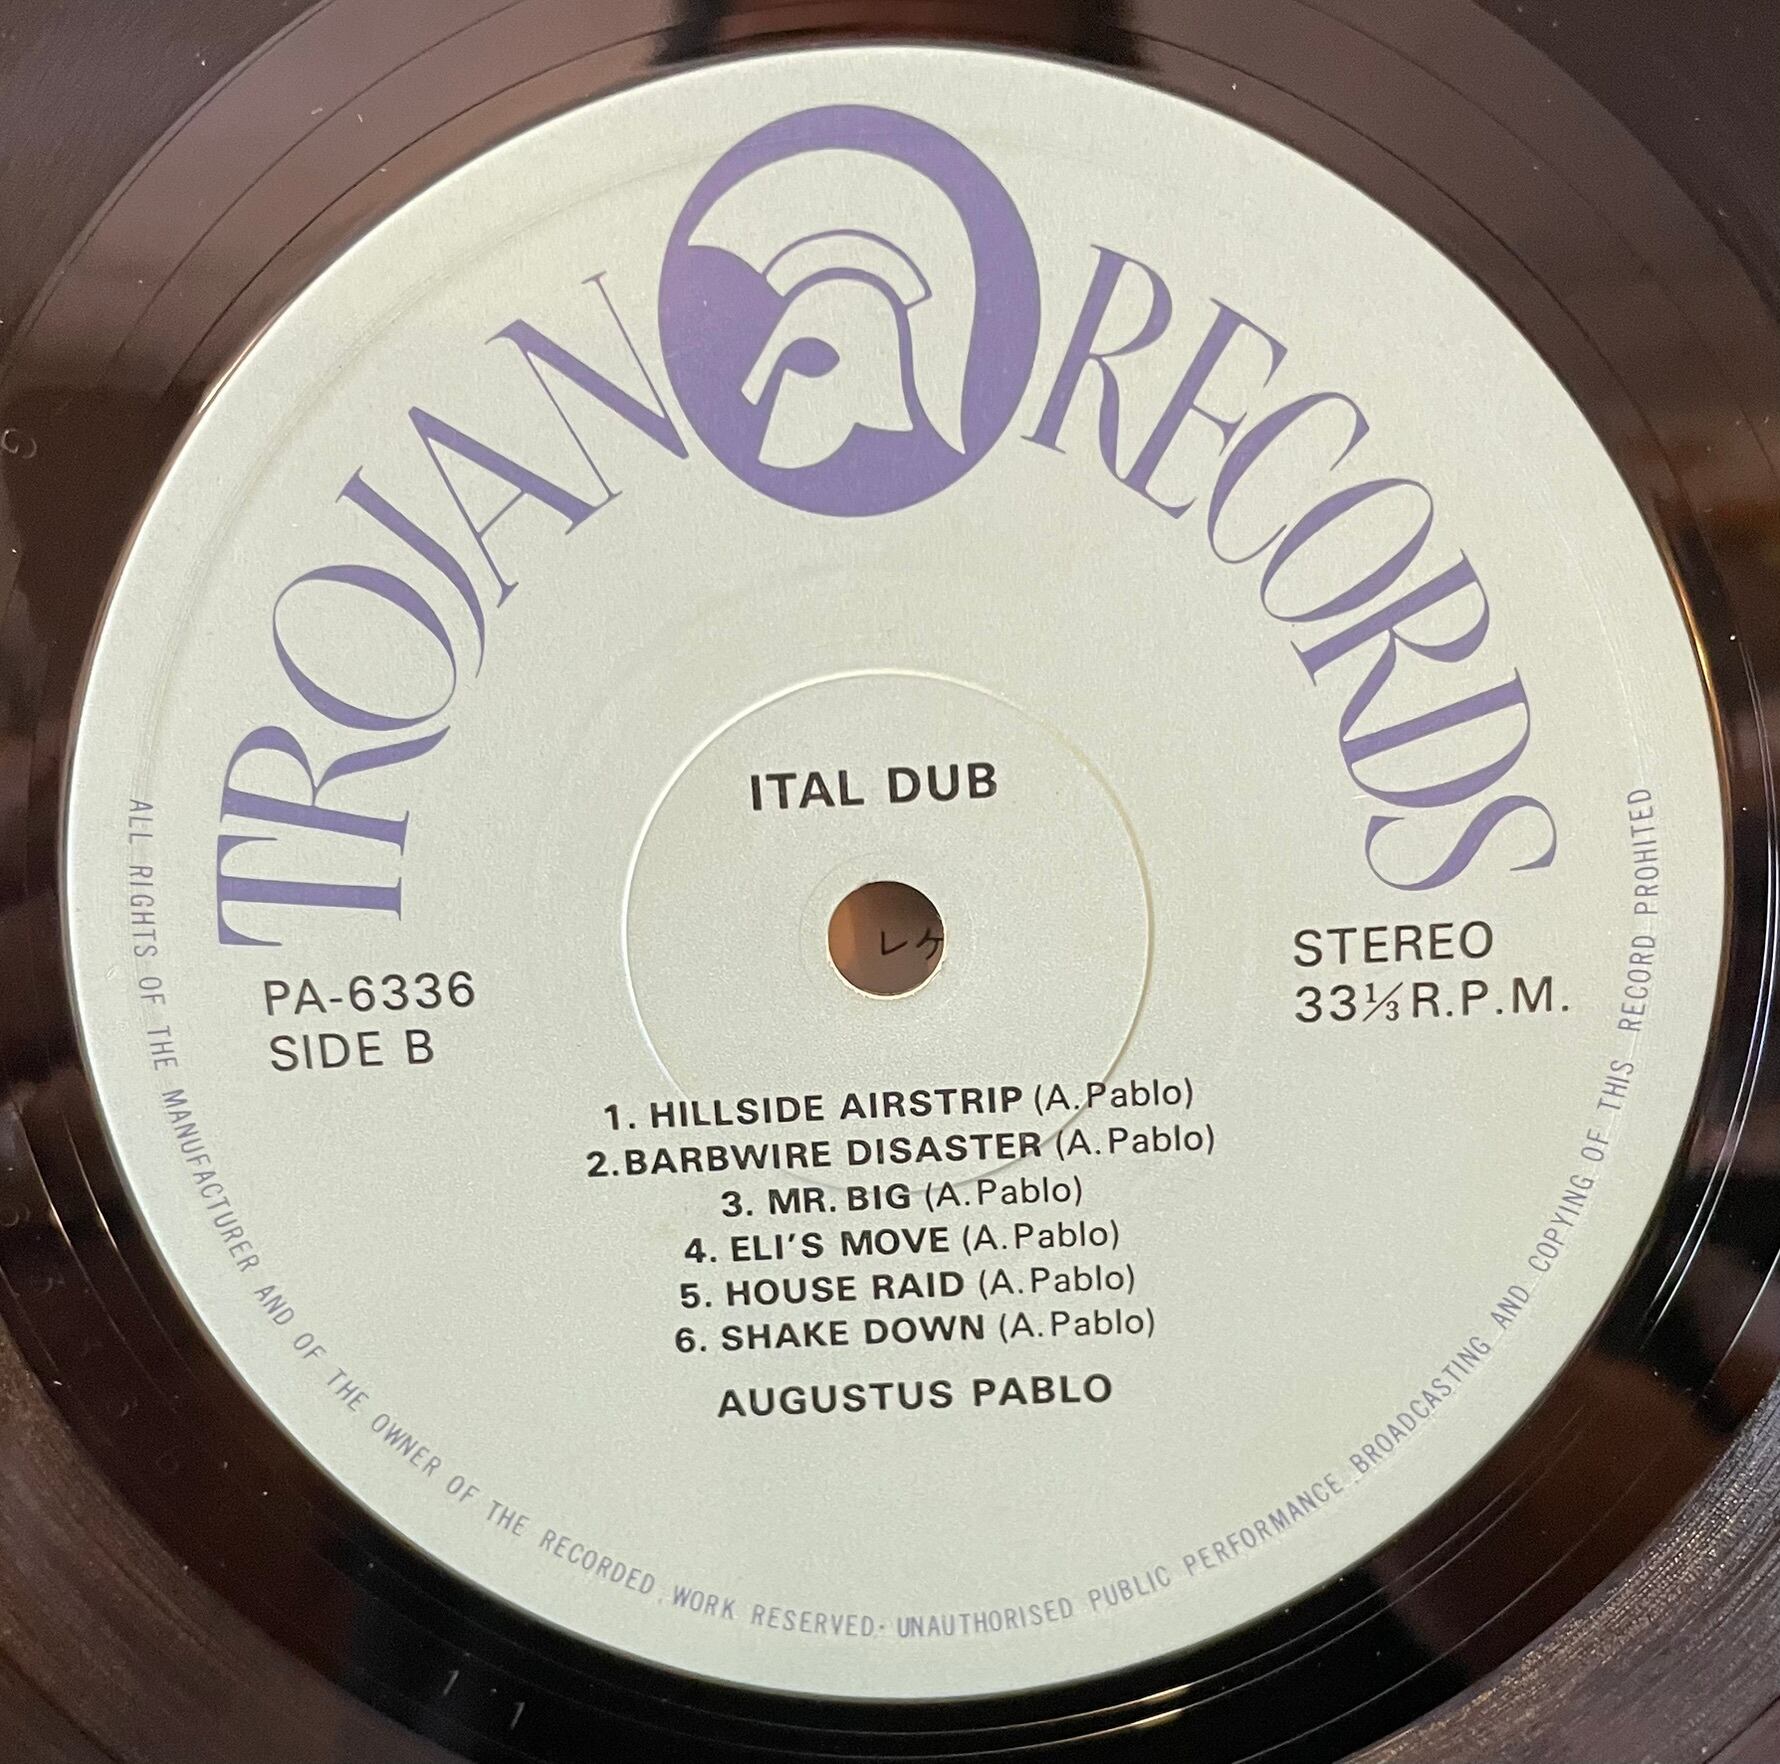 TROJAN RECORDS
ITAL DUB
レケ
PA-6336
SIDE B
STEREO
33⅓ R.P.M.
1. HILLSIDE AIRSTRIP (A.Pablo)
2. BARBWIRE DISASTER (A.Pablo)
3. MR. BIG (A.Pablo)
4. ELI'S MOVE (A.Pablo)
5. HOUSE RAID (A.Pablo)
6. SHAKE DOWN (A.Pablo)
AUGUSTUS PABLO
ALL RIGHTS OF THE MANUFACTURER AND OF THE OWNER OF THE RECORDED WORK RESERVED· UNAUTHORISED PUBLIC PERFORMANCE BROADCASTING AND COPYING OF THIS RECORD PROHITED
1 1